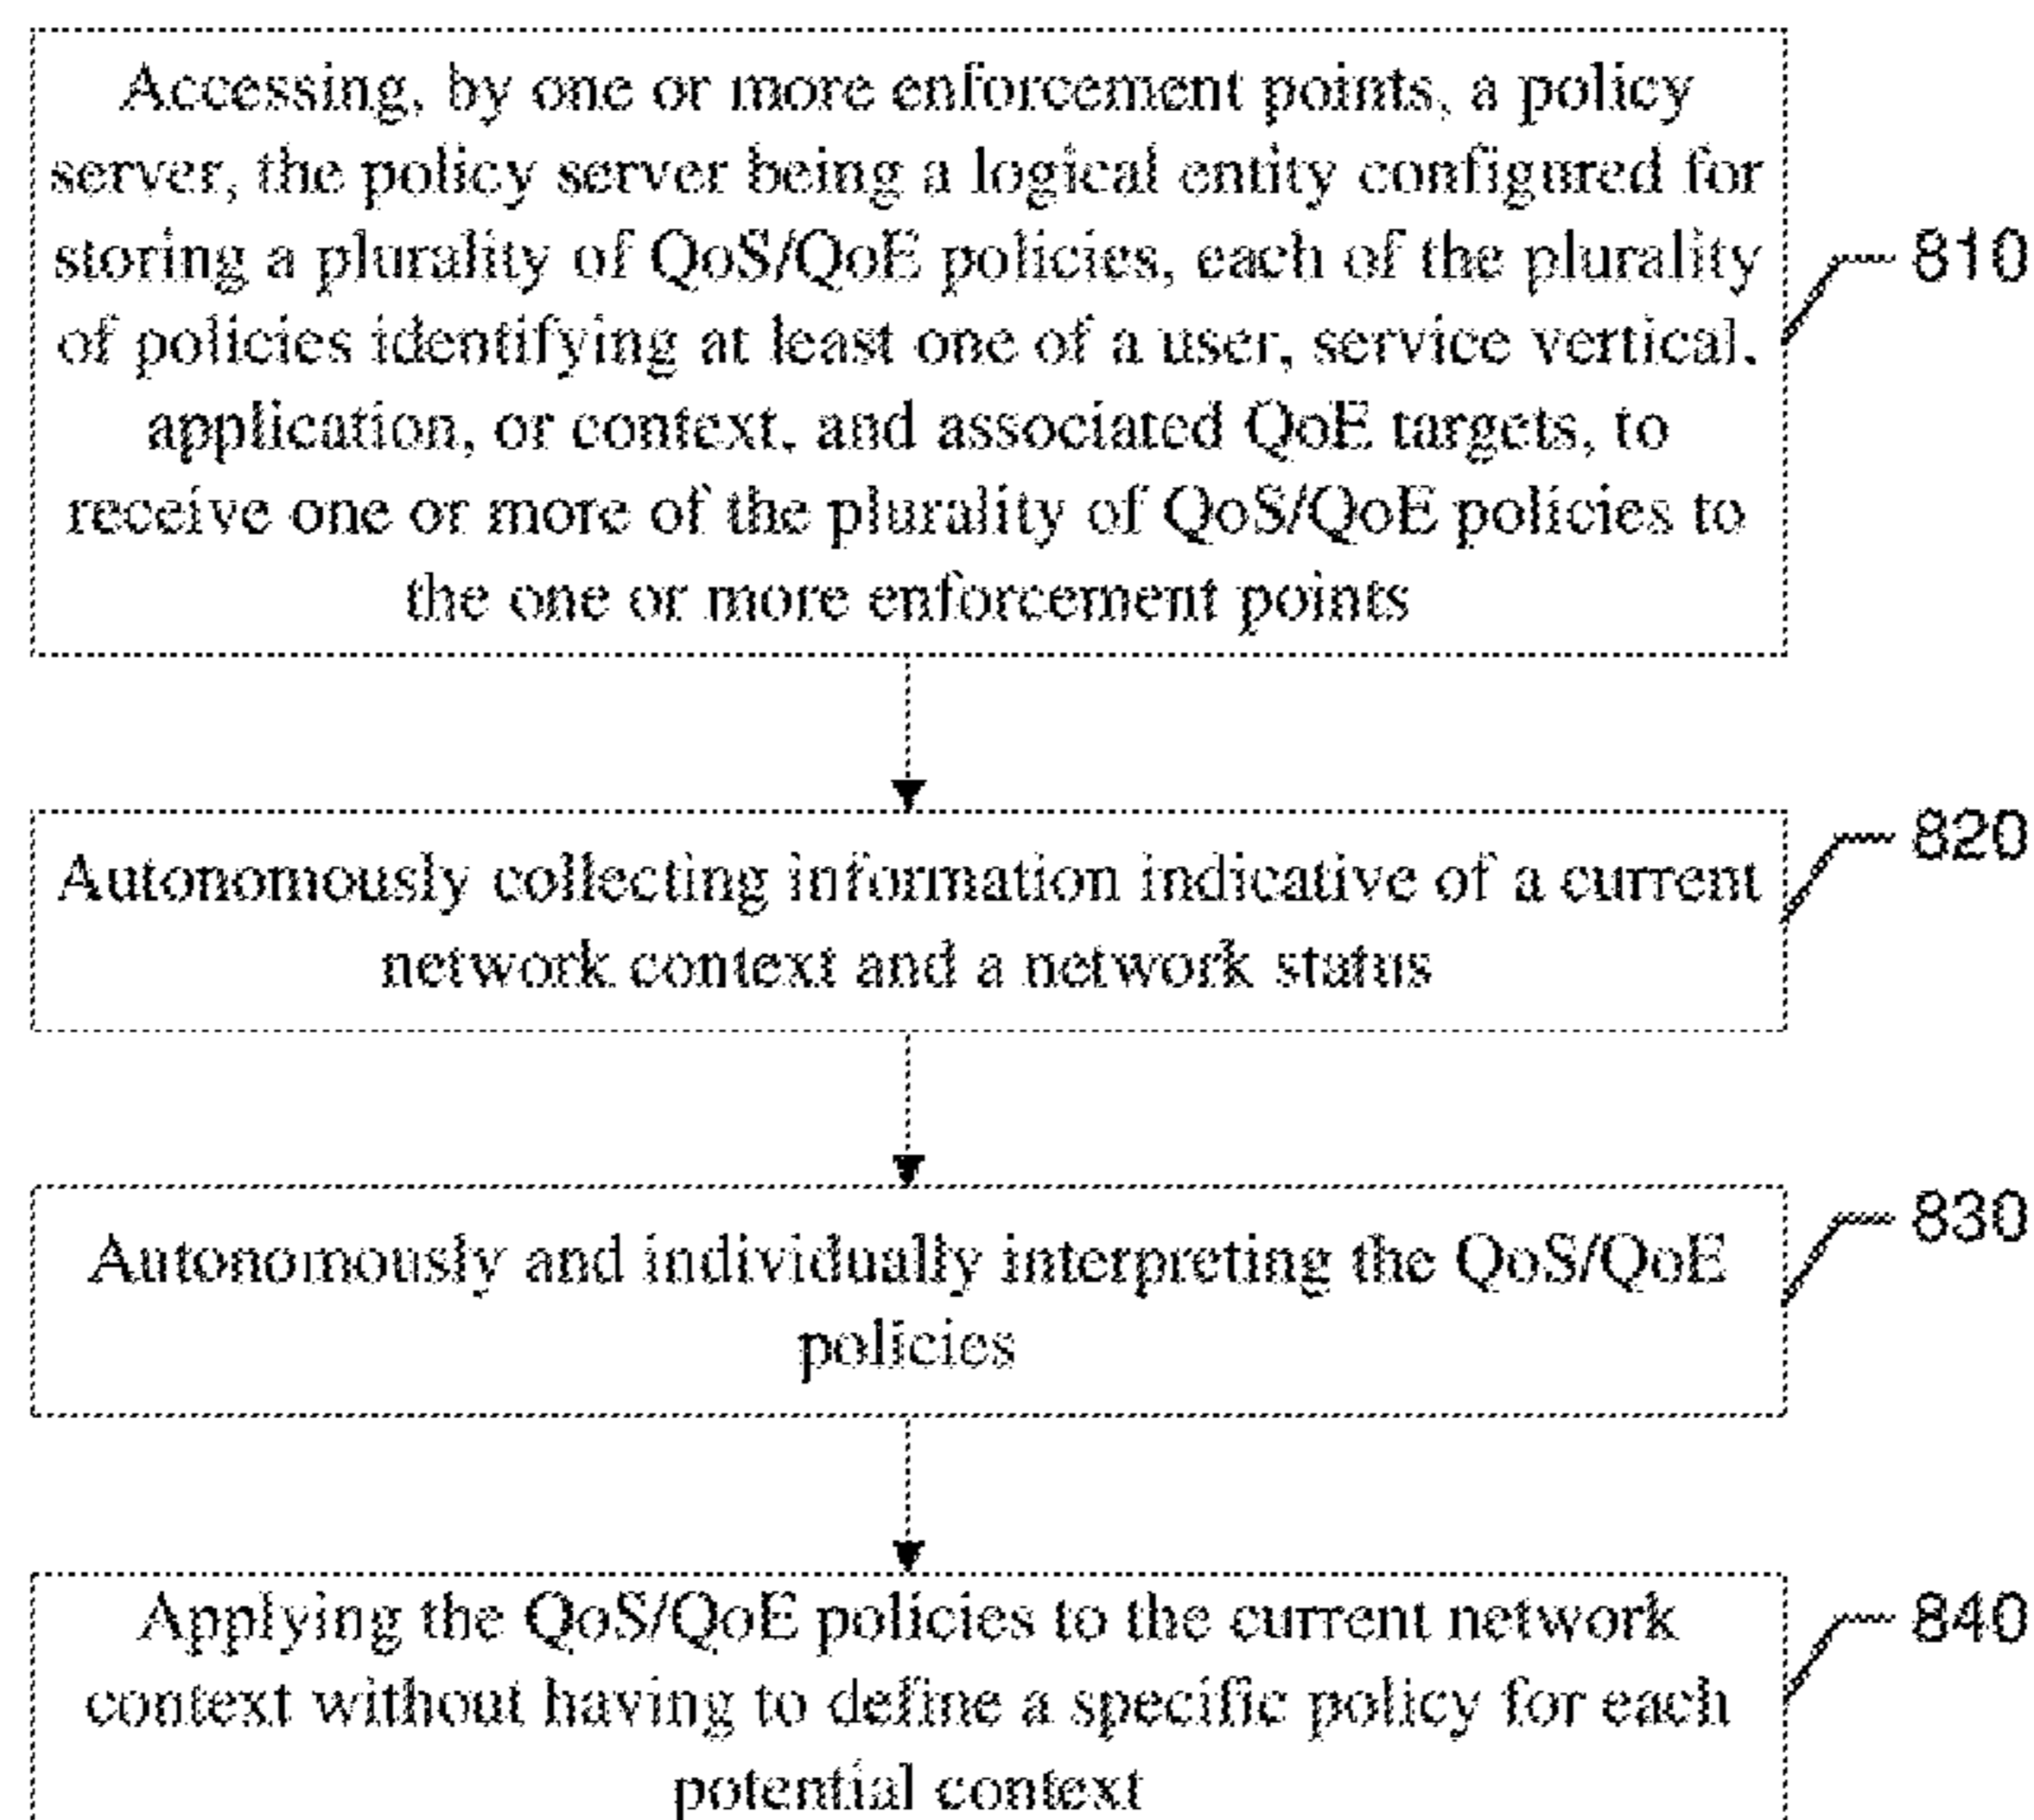 Accessing, by one or more enforcement points, a policy
server, the policy server being a logical entity configured for
storing a plurality of QoS/QoE policies, each of the plurality
810
of policies identifying at least one of a user, service vertical,
application, or context, and associated QoE targets, to
receive one or more of the plurality of QoS/QoE policies to
the one or more enforcement points
820
Autonomously collecting information indicative of a current
network context and a network status
830
Autonomously and individually interpreting the QoS/QoE
policies
840
Applying the QoS/QoE policies to the current network
context without having to define a specific policy for each
potential context